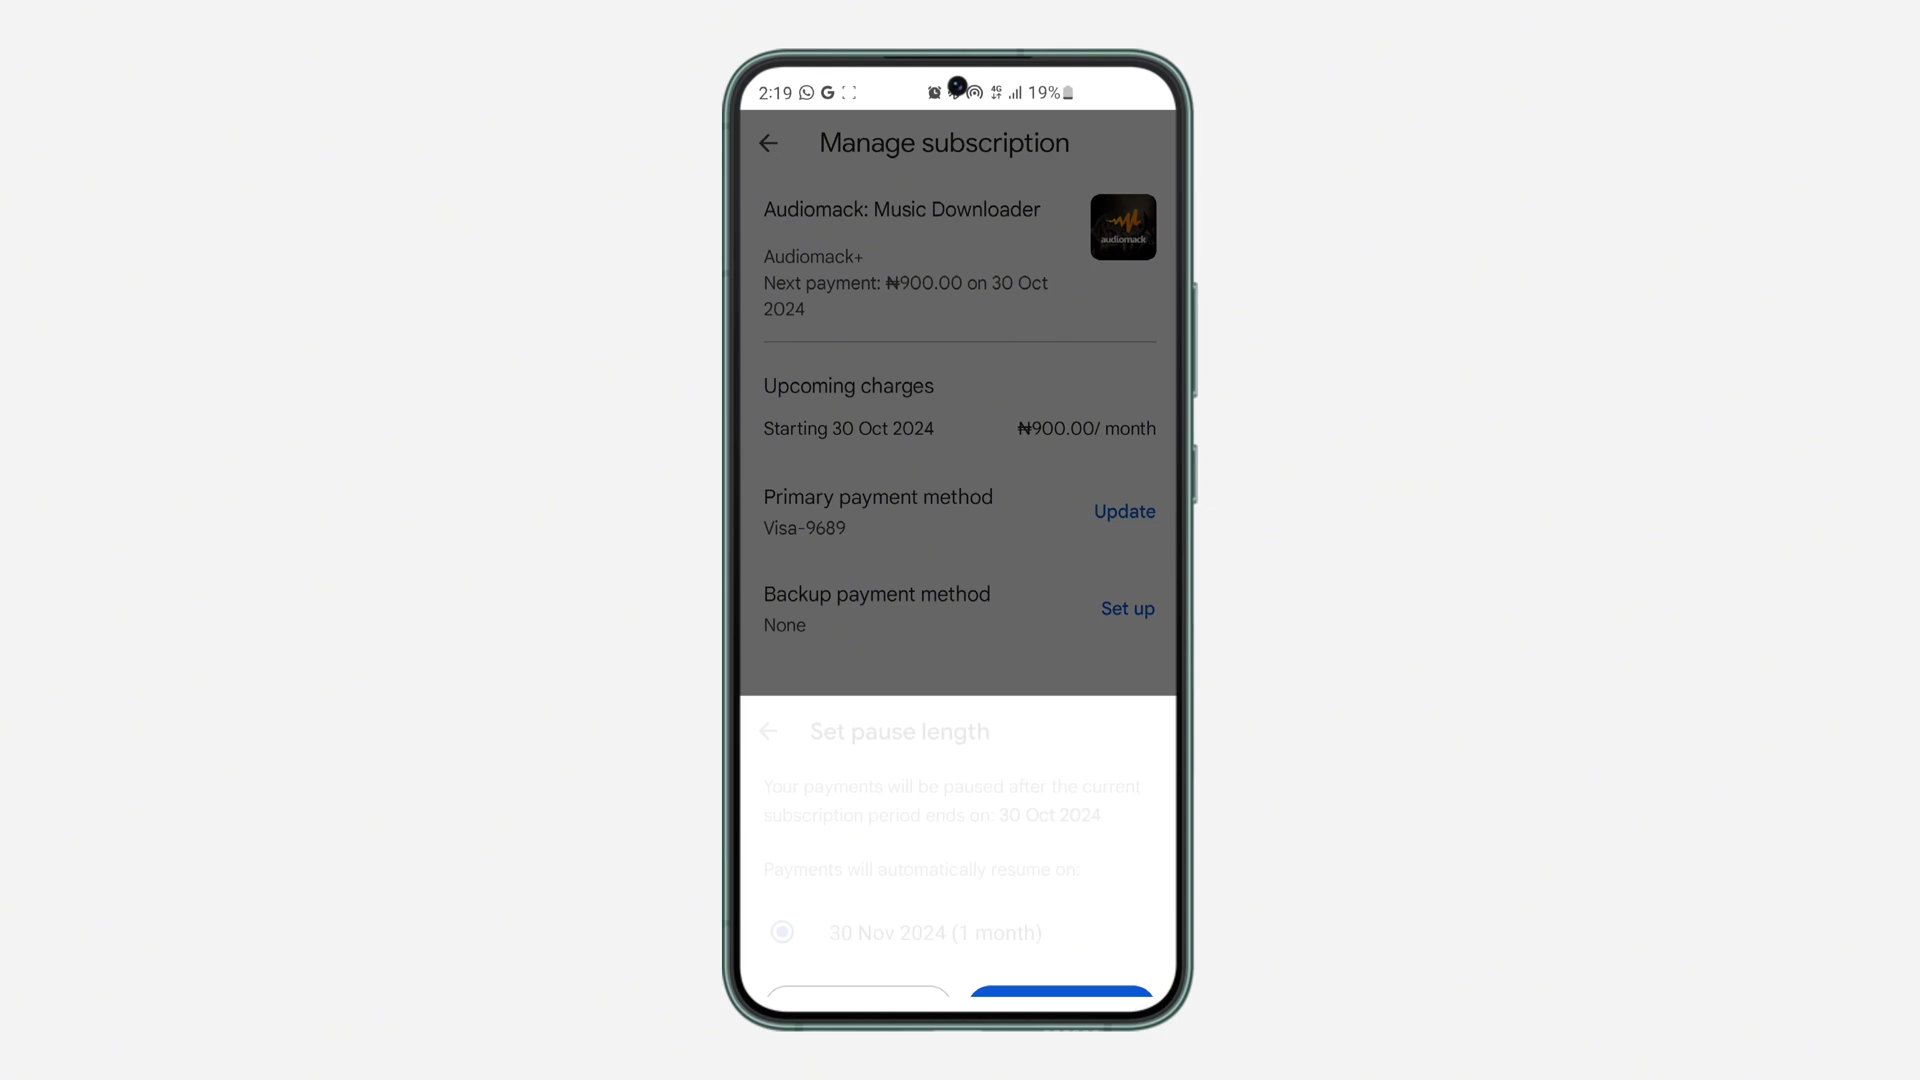 2:19 G 4G 19%
Manage subscription
Audiomack: Music Downloader
audiomack
Audiomack+
Next payment: ₦900.00 on 30 Oct
2024
Upcoming charges
Starting 30 Oct 2024 ₦900.00/ month
Primary payment method
Update
Visa-9689
Backup payment method
Set up
None
Set pause length
Your payments will be paused after the current
subscription period ends on: 30 Oct 2024
Payments will automatically resume on:
30 Nov 2024 (1 month)